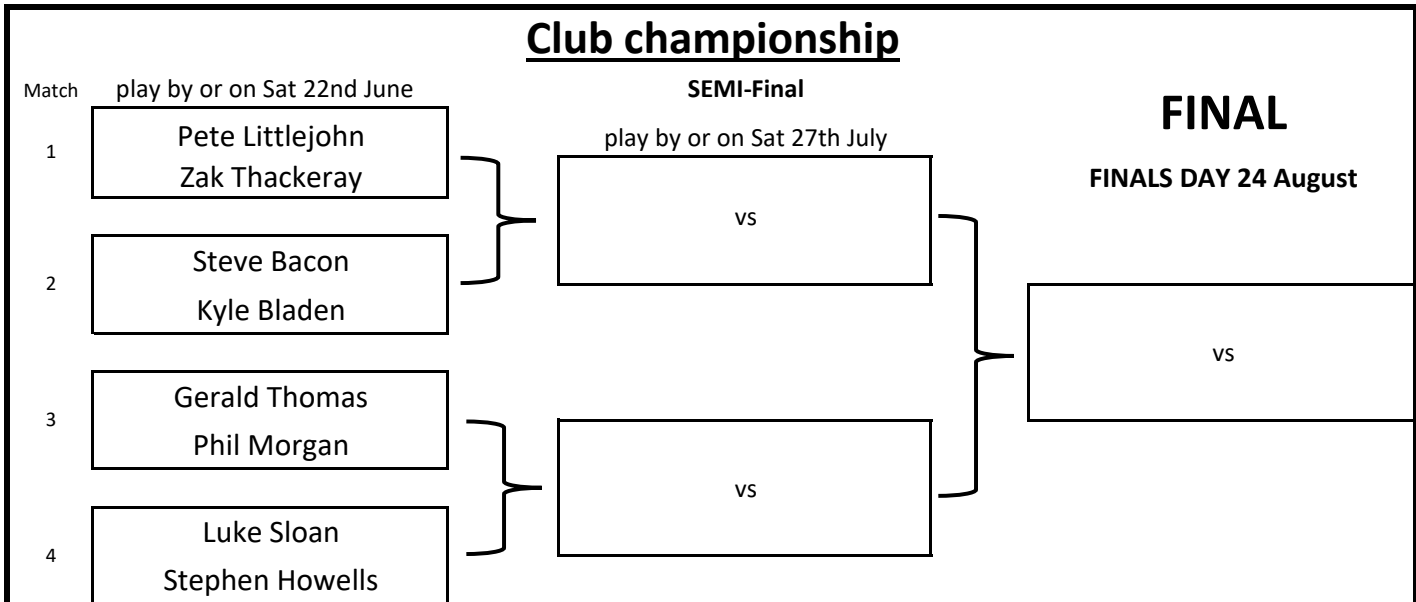 Club championship
Match
play by or on Sat 22nd June
SEMI-Final
FINAL
play by or on Sat 27th July
FINALS DAY 24 August
1
Pete Littlejohn
Zak Thackeray
vs
2
Steve Bacon
Kyle Bladen
vs
3
Gerald Thomas
Phil Morgan
vs
4
Luke Sloan
Stephen Howells